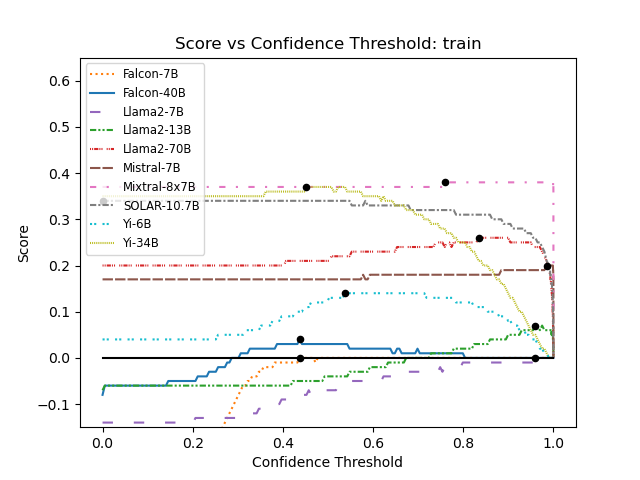 Score vs Confidence Threshold: train
Falcon-7B
Falcon-40B
Llama2-7B
Llama2-13B
Llama2-70B
Mistral-7B
Mixtral-8x7B
SOLAR-10.7B
Yi-6B
Yi-34B
Score
0.6
0.5
0.4
0.3
0.2
0.1
0.0
−0.1
0.0
0.2
0.4
0.6
0.8
1.0
Confidence Threshold